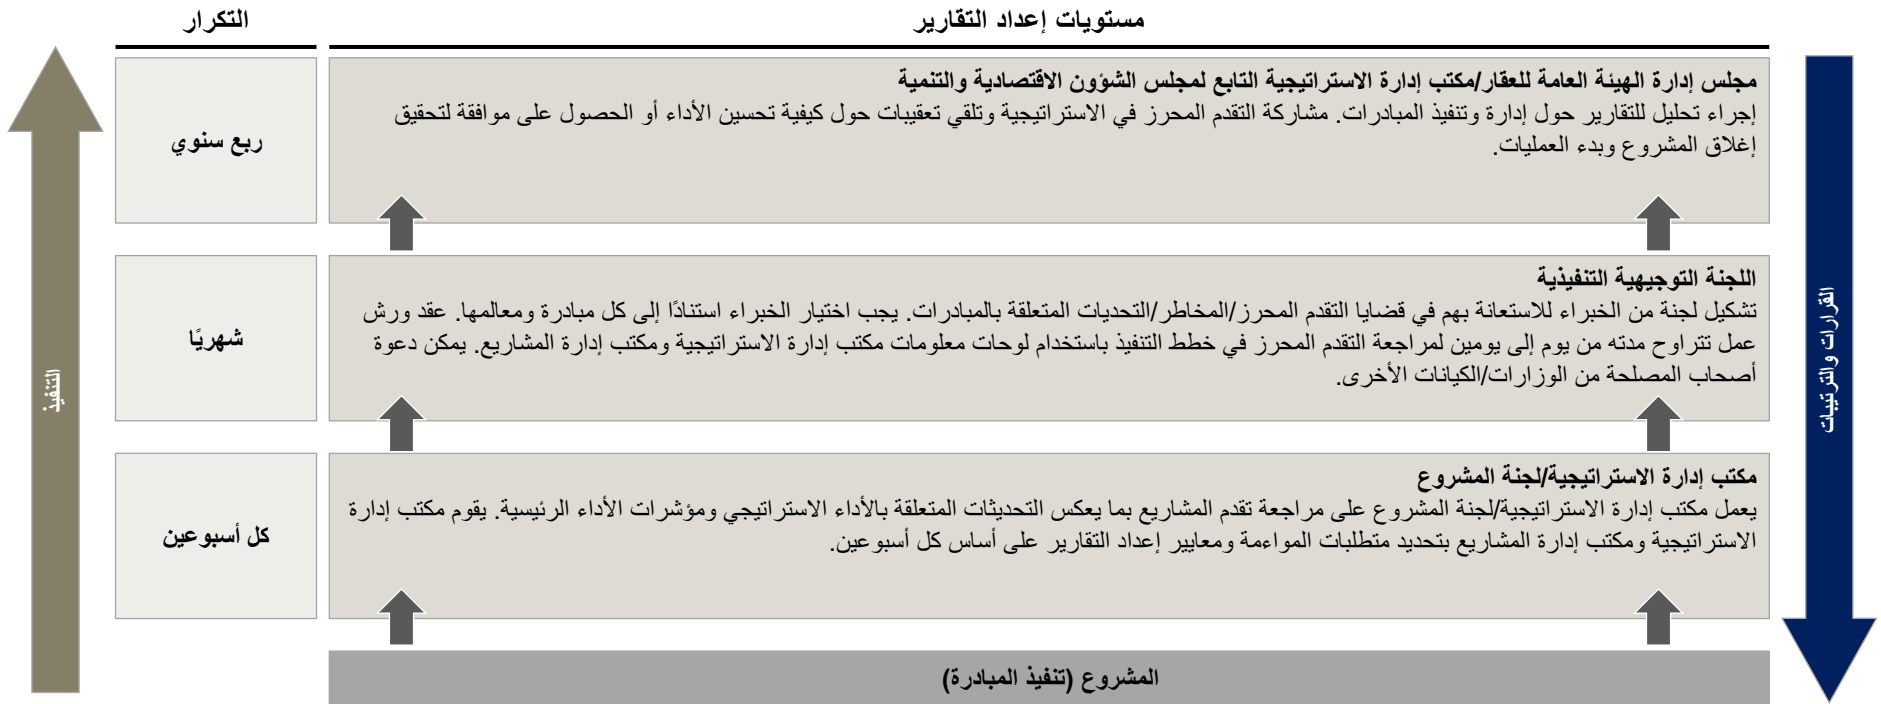 مستويات إعداد التقارير
التكرار
مجلس إدارة الهيئة العامة للعقار/مكتب إدارة الاستراتيجية التابع لمجلس الشؤون الاقتصادية والتنمية
إجراء تحليل للتقارير حول إدارة وتنفيذ المبادرات. مشاركة التقدم المحرز في الاستراتيجية وتلقي تعقيبات حول كيفية تحسين الأداء أو الحصول على موافقة لتحقيق
إغلاق المشروع وبدء العمليات.
ربع سنوي
اللجنة التوجيهية التنفيذية
تشكيل لجنة من الخبراء للاستعانة بهم في قضايا التقدم المحرز/المخاطر/التحديات المتعلقة بالمبادرات. يجب اختيار الخبراء استنادًا إلى كل مبادرة ومعالمها. عقد ورش
عمل تتراوح مدته من يوم إلى يومين لمراجعة التقدم المحرز في خطط التنفيذ باستخدام لوحات معلومات مكتب إدارة الاستراتيجية ومكتب إدارة المشاريع. يمكن دعوة
أصحاب المصلحة من الوزارات/الكيانات الأخرى.
شهريًا
مكتب إدارة الاستراتيجية/لجنة المشروع
يعمل مكتب إدارة الاستراتيجية/لجنة المشروع على مراجعة تقدم المشاريع بما يعكس التحديثات المتعلقة بالأداء الاستراتيجي ومؤشرات الأداء الرئيسية. يقوم مكتب إدارة
الاستراتيجية ومكتب إدارة المشاريع بتحديد متطلبات المواءمة ومعايير إعداد التقارير على أساس كل أسبوعين.
كل أسبوعين
المشروع (تنفيذ المبادرة)
القرارات والترتيبات
التنفيذ